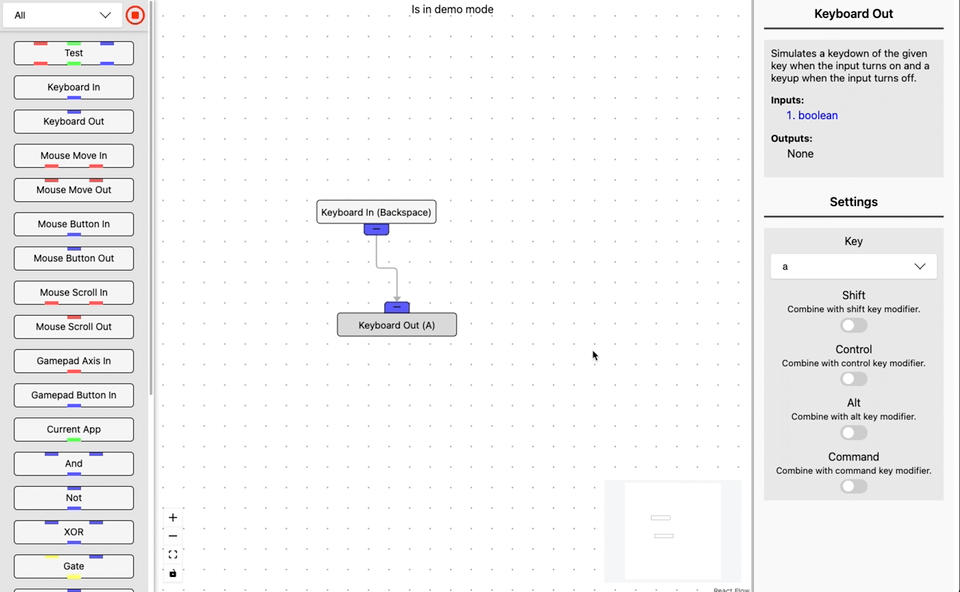 All
Test
Keyboard In
Keyboard Out
Mouse Move In
Mouse Move Out
Mouse Button In
Mouse Button Out
Mouse Scroll In
Mouse Scroll Out
Gamepad Axis In
Gamepad Button In
Current App
And
Not
XOR
Gate
Is in demo mode
Keyboard In (Backspace)
Keyboard Out (A)
React Flow
Keyboard Out
Simulates a keydown of the given
key when the input turns on and a
keyup when the input turns off.
Inputs:
1. boolean
Outputs:
None
Settings
Key
a
Shift
Combine with shift key modifier.
Control
Combine with control key modifier.
Alt
Combine with alt key modifier.
Command
Combine with command key modifier.